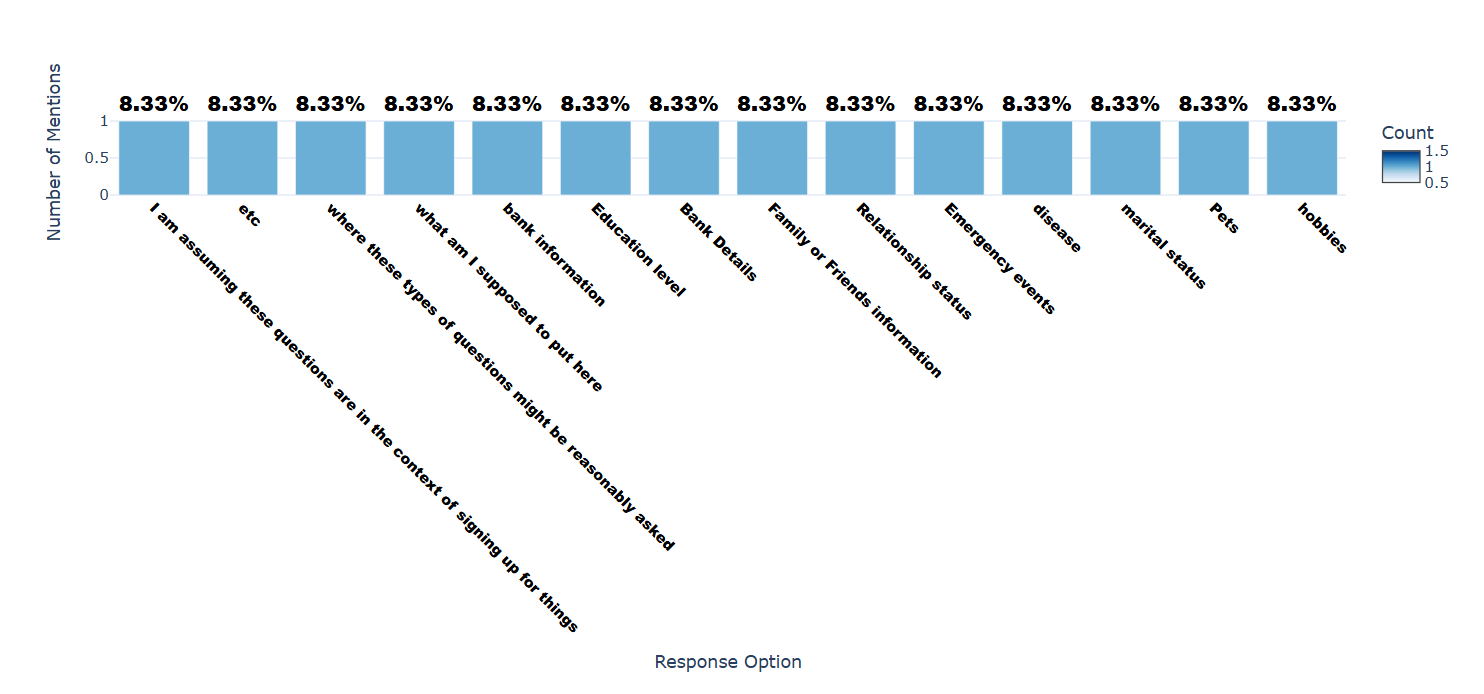 Number of Mentions
8.33% 8.33% 8.33% 8.33% 8.33% 8.33% 8.33% 8.33% 8.33% 8.33% 8.33% 8.33% 8.33% 8.33%
1
0.5
0
I am assuming these questions are in the context of signing up for things
etc
where these types of questions might be reasonably asked
what am I supposed to put here
bank information
Education level
Bank Details
Family or Friends information
Relationship status
Emergency events
disease
marital status
Pets
hobbies
Response Option
Count
1.5
1
0.5